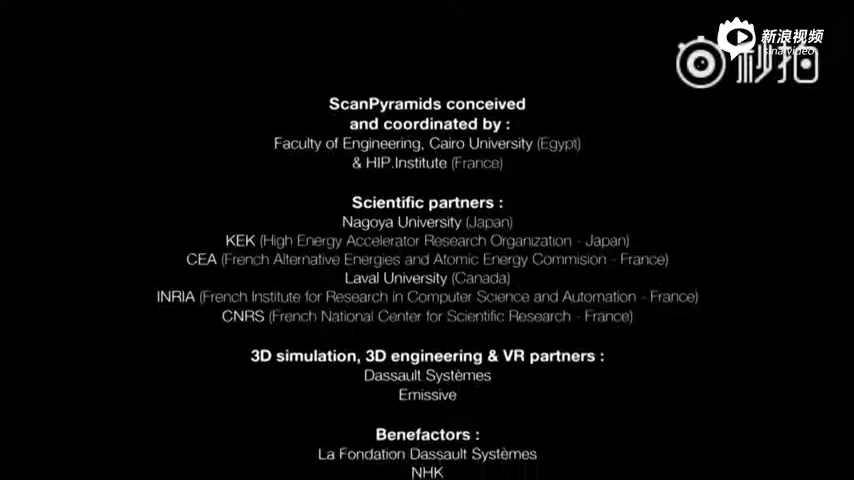 新浪视频
sina video
秒拍
ScanPyramids conceived
and coordinated by :
Faculty of Engineering, Cairo University (Egypt)
& HIP.Institute (France)
Scientific partners :
Nagoya University (Japan)
KEK (High Energy Accelerator Research Organization - Japan)
CEA (French Alternative Energies and Atomic Energy Commision - France)
Laval University (Canada)
INRIA (French Institute for Research in Computer Science and Automation - France)
CNRS (French National Center for Scientific Research - France)
3D simulation, 3D engineering & VR partners :
Dassault Systèmes
Emissive
Benefactors :
La Fondation Dassault Systèmes
NHK